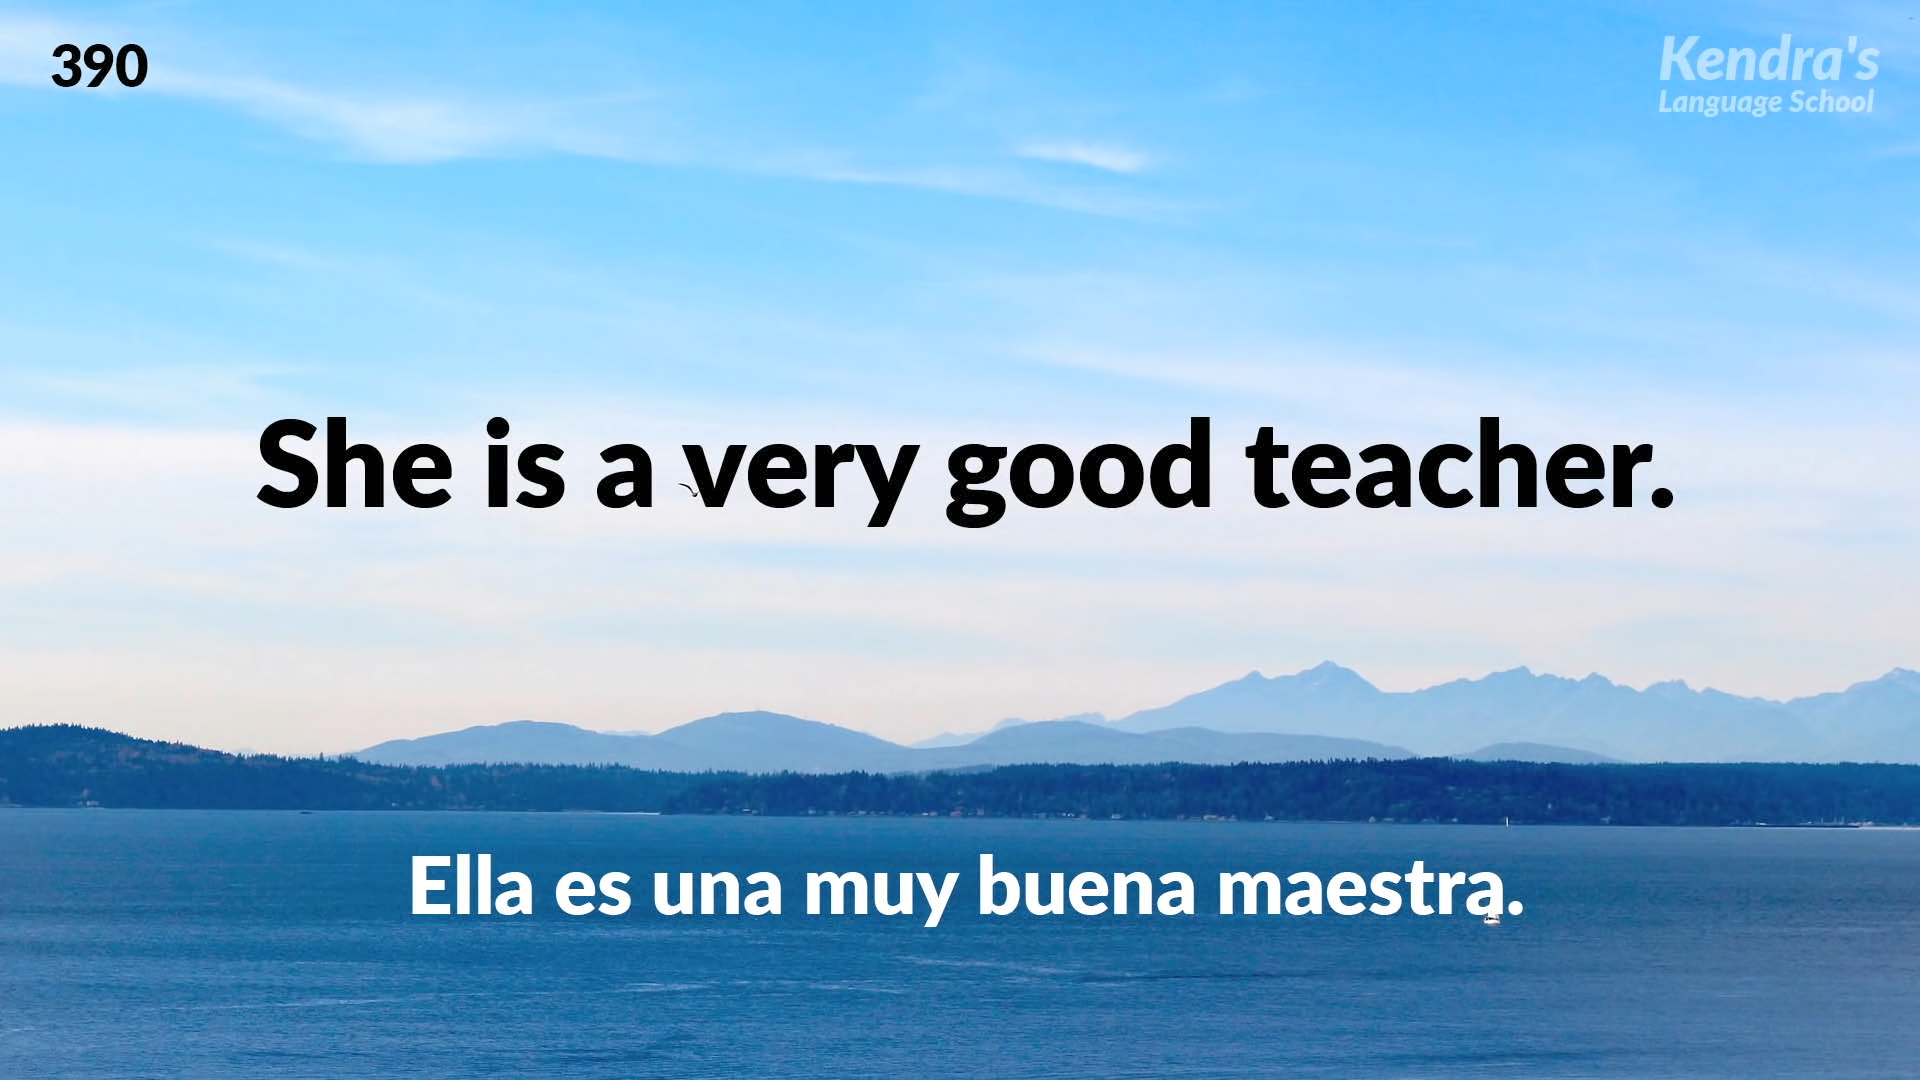 390
Kendra's
Language School
She is a very good teacher.
Ella es una muy buena maestra.